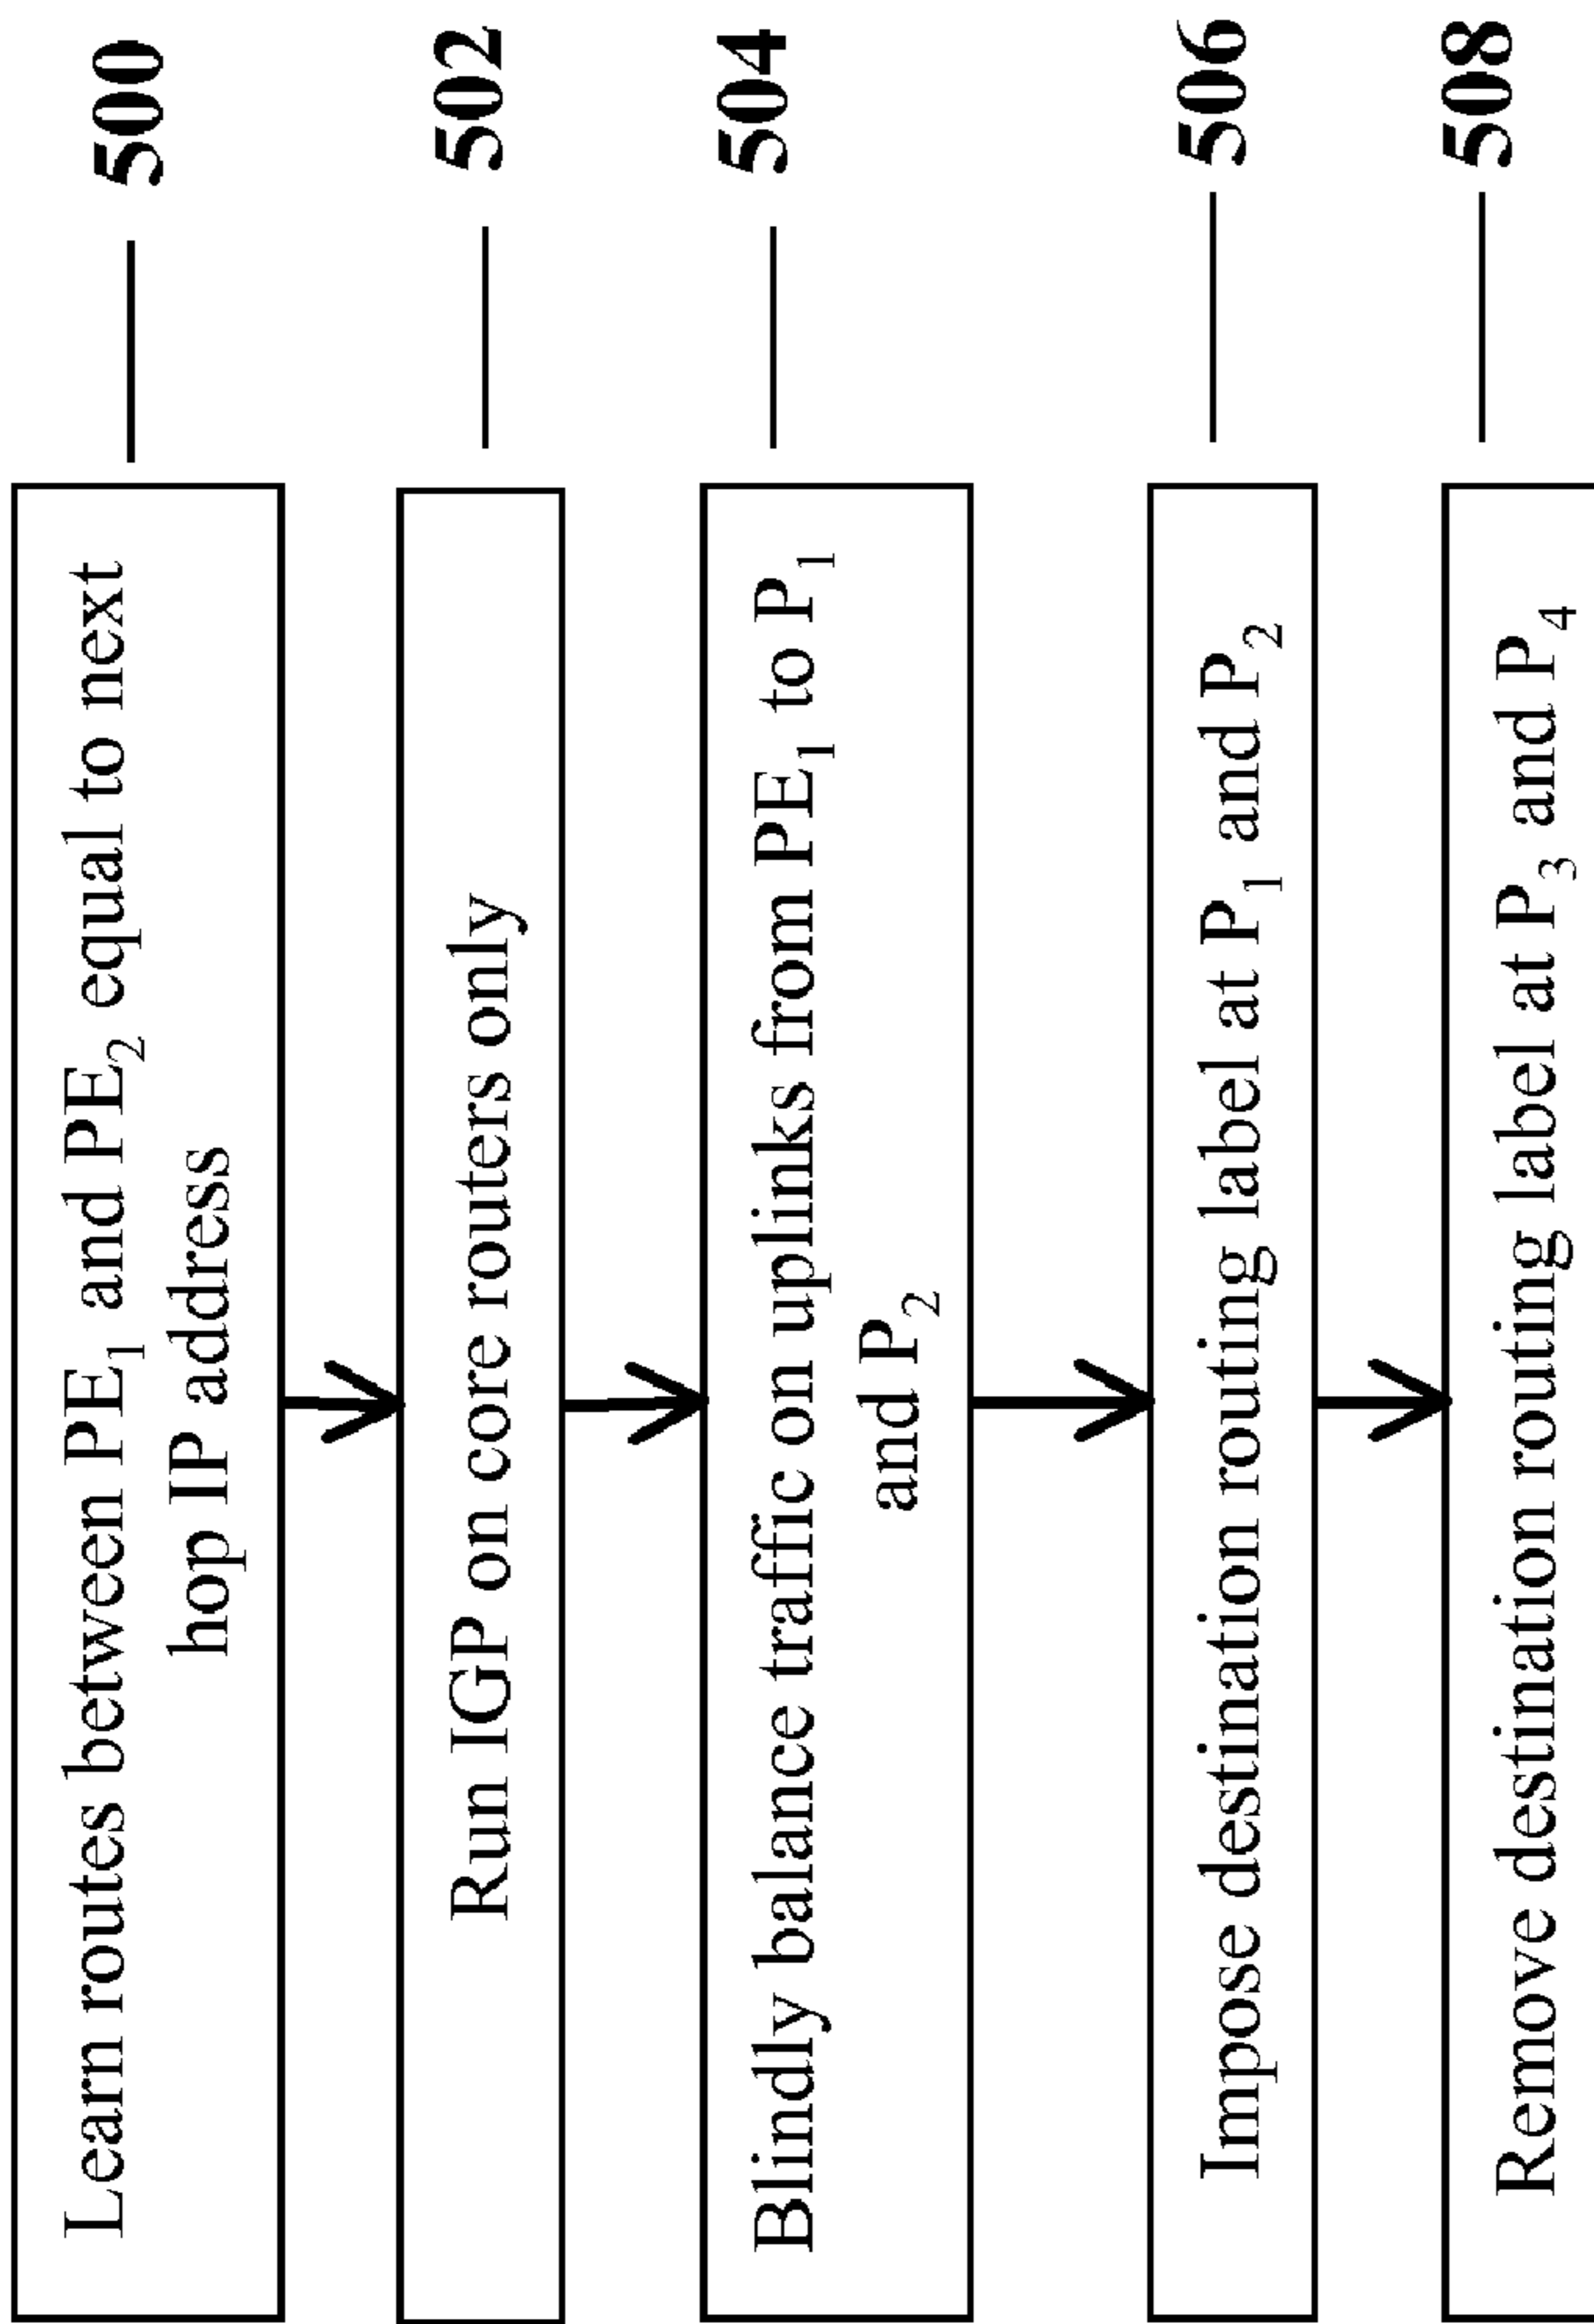 Learn routes between PE₁ and PE₂ equal to next
hop IP address
500
Run IGP on core routers only
502
Blindly balance traffic on uplinks from PE₁ to P₁
and P₂
504
Impose destination routing label at P₁ and P₂
506
Remove destination routing label at P₃ and P₄
508